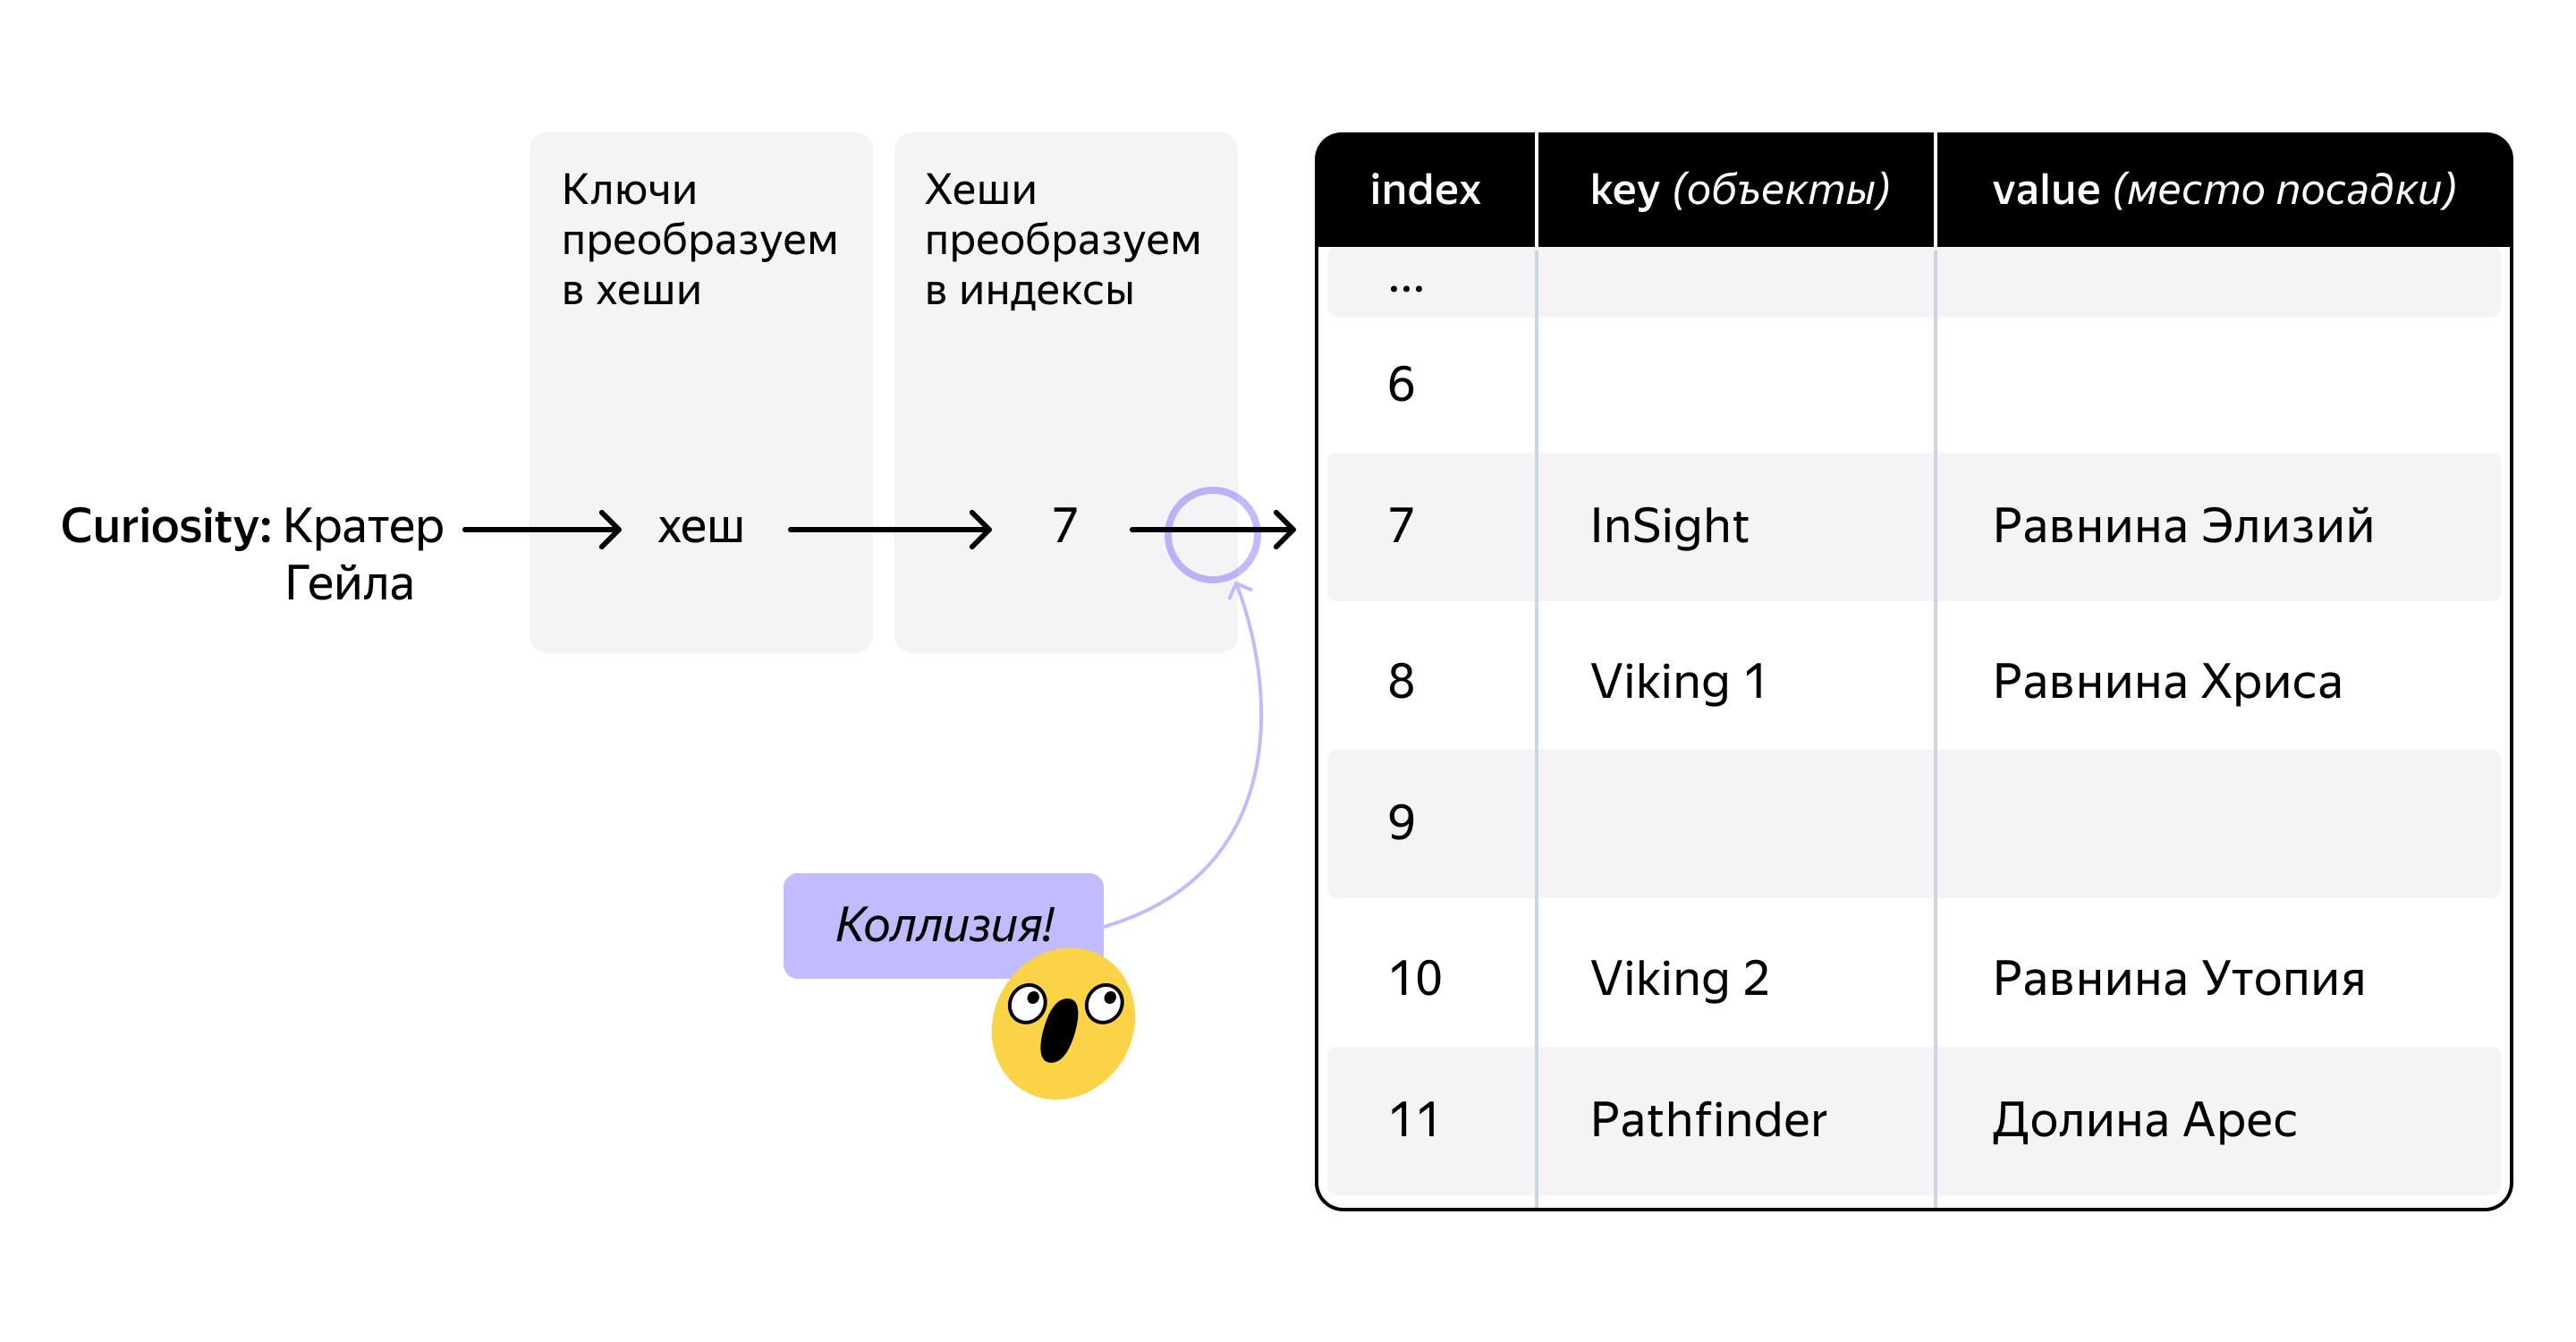 Ключи
преобразуем
в хеши
Хеши
преобразуем
в индексы
Curiosity: Кратер
Гейла
хеш
7
Коллизия!
index key (объекты) value (место посадки)
...
6
7 InSight Равнина Элизий
8 Viking 1 Равнина Хриса
9
10 Viking 2 Равнина Утопия
11 Pathfinder Долина Арес